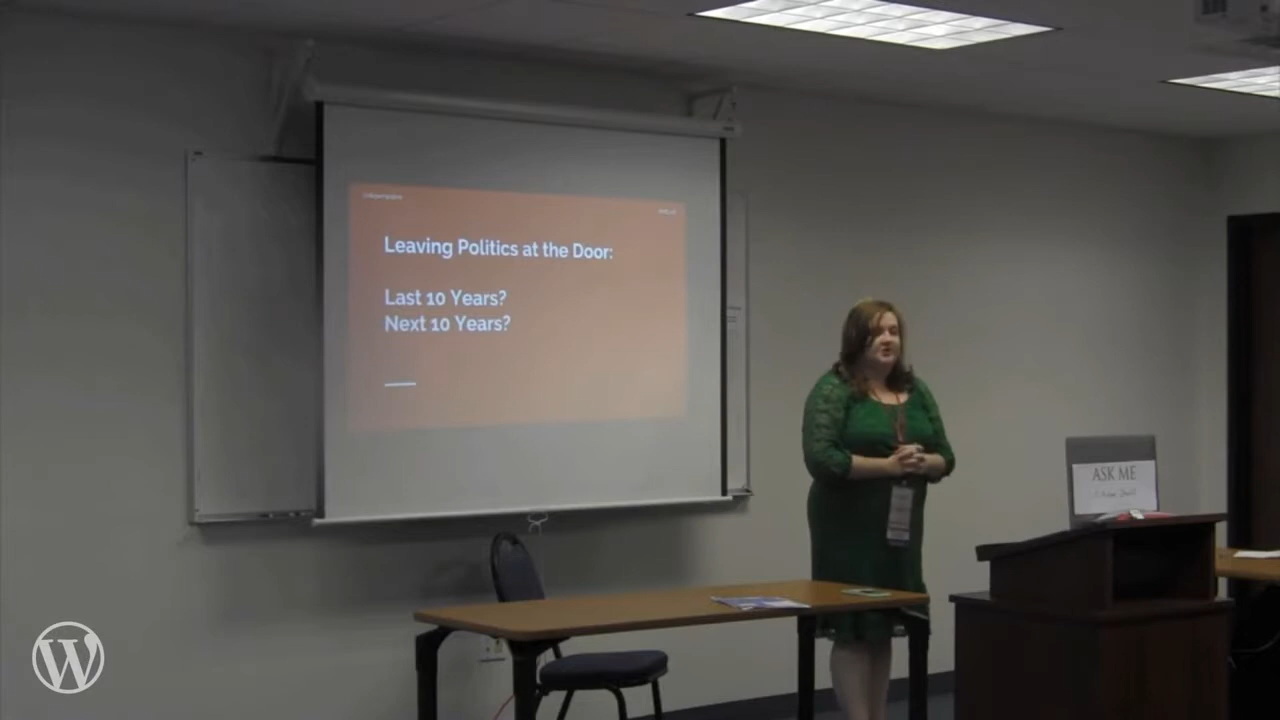 Leaving Politics at the Door:
Last 10 Years?
Next 10 Years?
ASK ME